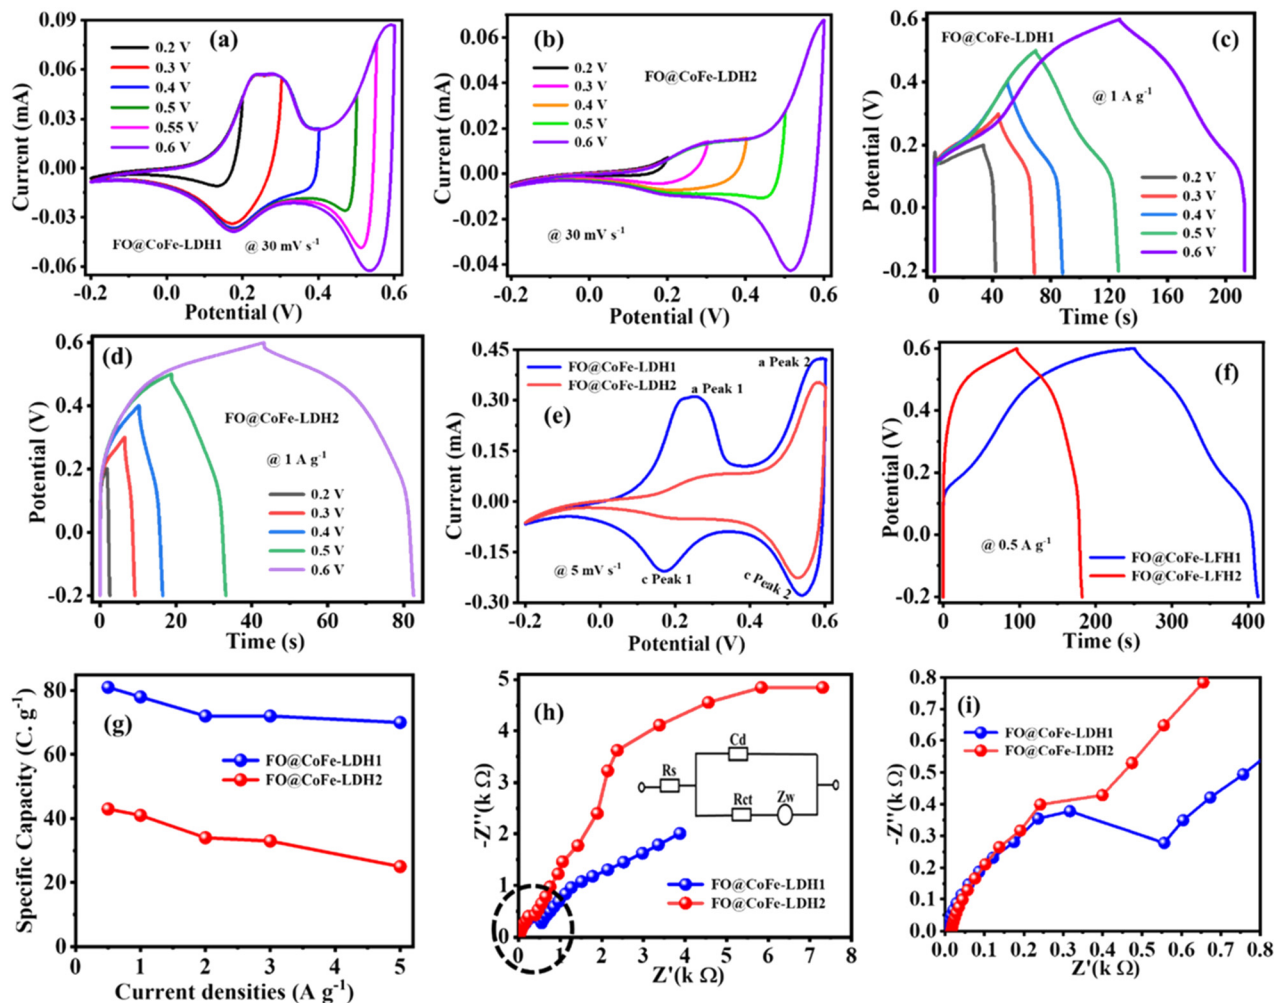 (a)
0.2 V
0.3 V
0.4 V
0.5 V
0.55 V
0.6 V
FO@CoFe-LDH1
@ 30 mV s⁻¹
0.09
0.06
0.03
0.00
-0.03
-0.06
Current (mA)
-0.2 0.0 0.2 0.4 0.6
Potential (V)
(b)
FO@CoFe-LDH2
0.2 V
0.3 V
0.4 V
0.5 V
0.6 V
@ 30 mV s⁻¹
0.06
0.04
0.02
0.00
-0.02
-0.04
Current (mA)
-0.2 0.0 0.2 0.4 0.6
Potential (V)
(c)
FO@CoFe-LDH1
@ 1 A g⁻¹
0.2 V
0.3 V
0.4 V
0.5 V
0.6 V
0.6
0.4
0.2
0.0
-0.2
Potential (V)
0 40 80 120 160 200
Time (s)
(d)
FO@CoFe-LDH2
@ 1 A g⁻¹
0.2 V
0.3 V
0.4 V
0.5 V
0.6 V
0.6
0.4
0.2
0.0
-0.2
Potential (V)
0 20 40 60 80
Time (s)
FO@CoFe-LDH1
FO@CoFe-LDH2
(e)
a Peak 1
a Peak 2
c Peak 1
c Peak 2
@ 5 mV s⁻¹
0.45
0.30
0.15
0.00
-0.15
-0.30
Current (mA)
-0.2 0.0 0.2 0.4 0.6
Potential (V)
(f)
@ 0.5 A g⁻¹
FO@CoFe-LFH1
FO@CoFe-LFH2
0.6
0.4
0.2
0.0
-0.2
Potential (V)
0 100 200 300 400
Time (s)
(g)
FO@CoFe-LDH1
FO@CoFe-LDH2
80
60
40
20
0
Specific Capacity (C. g⁻¹)
0 1 2 3 4 5
Current densities (A g⁻¹)
(h)
Cd
Rs
Rct
Zw
FO@CoFe-LDH1
FO@CoFe-LDH2
5
4
3
2
1
0
-Z''(k Ω)
0 1 2 3 4 5 6 7 8
Z'(k Ω)
(i)
FO@CoFe-LDH1
FO@CoFe-LDH2
0.8
0.7
0.6
0.5
0.4
0.3
0.2
0.1
0.0
-Z''(k Ω)
0.0 0.1 0.2 0.3 0.4 0.5 0.6 0.7 0.8
Z'(k Ω)